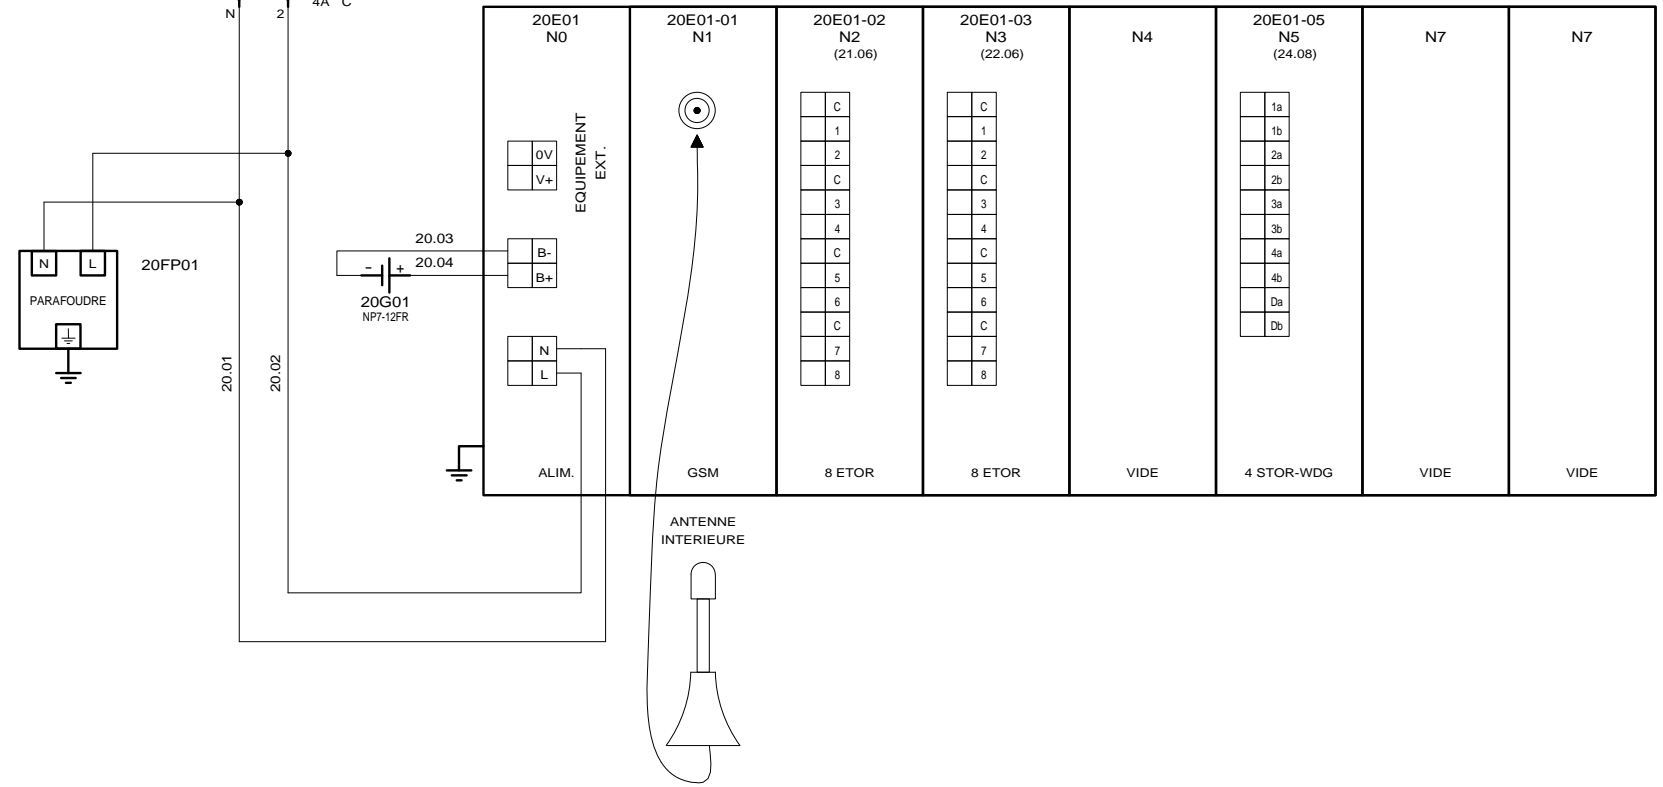 4A C
N
2
20E01
N0
20E01-01
N1
20E01-02
N2
(21.06)
20E01-03
N3
(22.06)
N4
20E01-05
N5
(24.08)
N7
N7
EQUIPEMENT
EXT.
0V
V+
B-
B+
N
L
C
1
2
C
3
4
C
5
6
C
7
8
C
1
2
C
3
4
C
5
6
C
7
8
1a
1b
2a
2b
3a
3b
4a
4b
Da
Db
20.03
20.04
- +
20G01
NP7-12FR
N L
20FP01
PARAFOUDRE
20.01
20.02
ALIM.
GSM
8 ETOR
8 ETOR
VIDE
4 STOR-WDG
VIDE
VIDE
ANTENNE
INTERIEURE